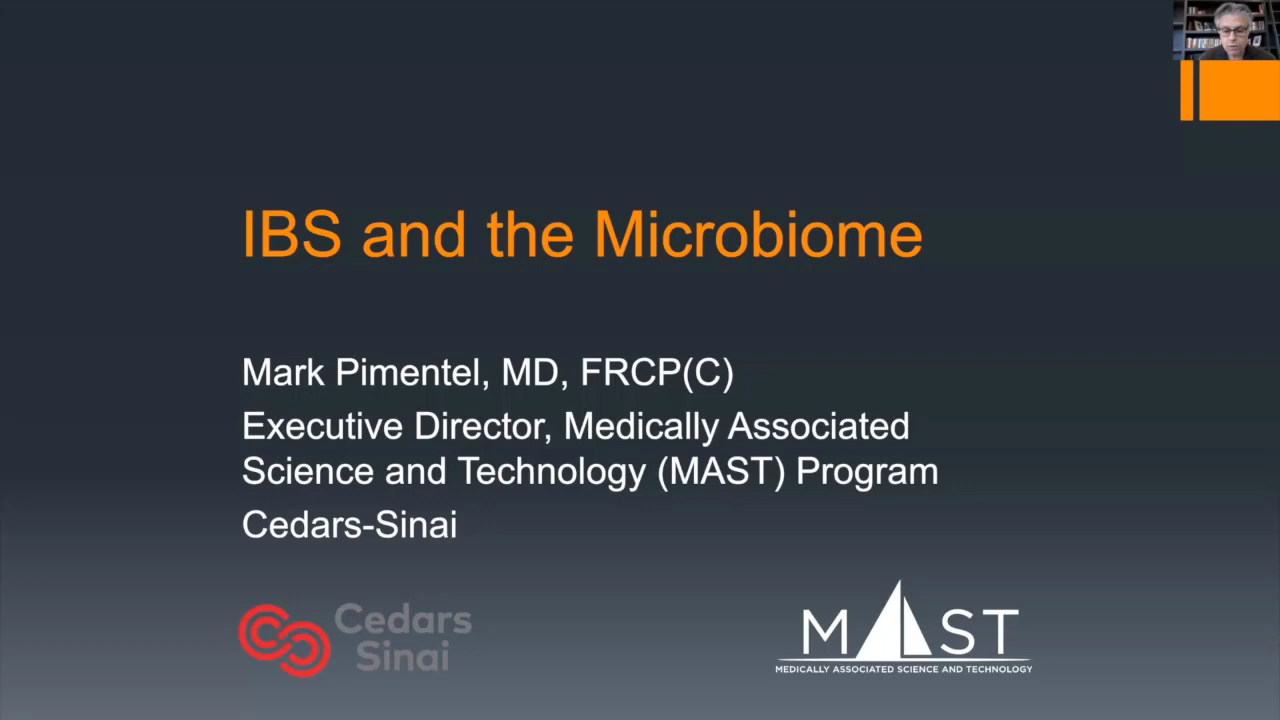 IBS and the Microbiome
Mark Pimentel, MD, FRCP(C)
Executive Director, Medically Associated
Science and Technology (MAST) Program
Cedars-Sinai
Cedars
Sinai
MAST
MEDICALLY ASSOCIATED SCIENCE AND TECHNOLOGY